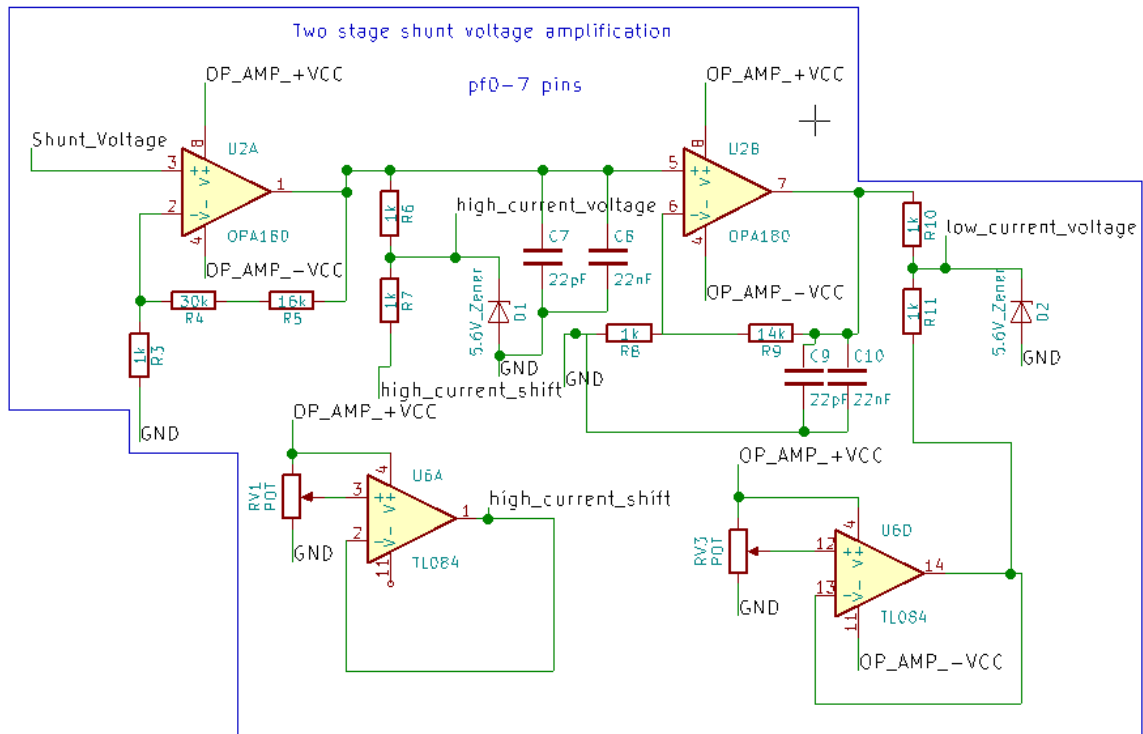 Two stage shunt voltage amplification
pf0-7 pins
OP_AMP_+VCC
Shunt_Voltage
8
U2A
3
2
1
4
V+
V-
OPA180
OP_AMP_-VCC
30k
R4
16k
R5
1k
R3
GND
1k
R6
high_current_voltage
1k
R7
5.6V_Zener
D1
GND
high_current_shift
C7
22pF
C8
22nF
OP_AMP_+VCC
8
U2B
5
6
7
4
V+
V-
OPA180
OP_AMP_-VCC
GND
1k
R8
14k
R9
C9
22pF
C10
22nF
1k
R10
low_current_voltage
1k
R11
5.6V_Zener
D2
GND
OP_AMP_+VCC
RV1
POT
GND
4
U6A
3
2
1
11
V+
V-
TL084
high_current_shift
OP_AMP_+VCC
RV3
POT
GND
4
U6D
12
13
14
11
V+
V-
TL084
OP_AMP_-VCC